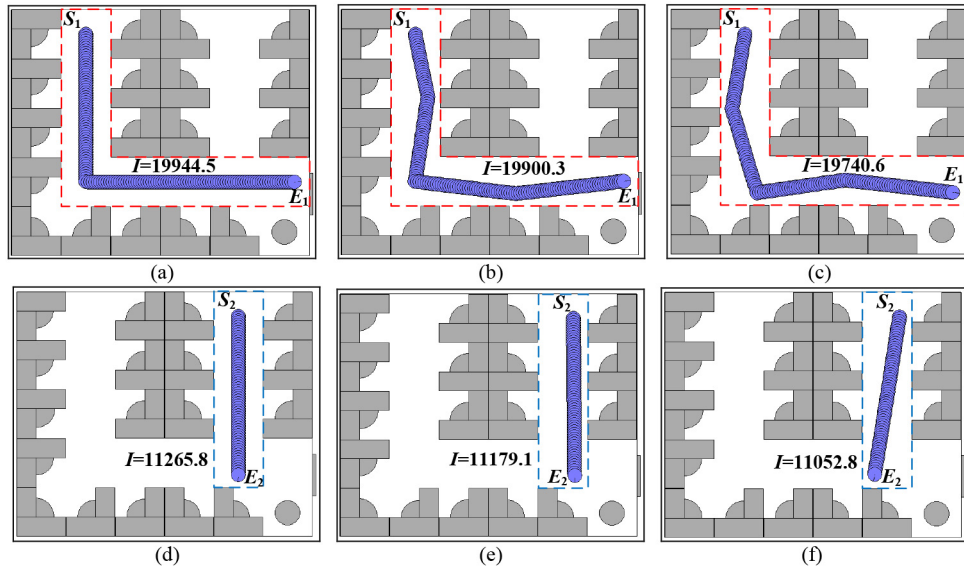 S1
I=19944.5
E1
(a)
S1
I=19900.3
E1
(b)
S1
I=19740.6
E1
(c)
S2
I=11265.8
E2
(d)
S2
I=11179.1
E2
(e)
S2
I=11052.8
E2
(f)